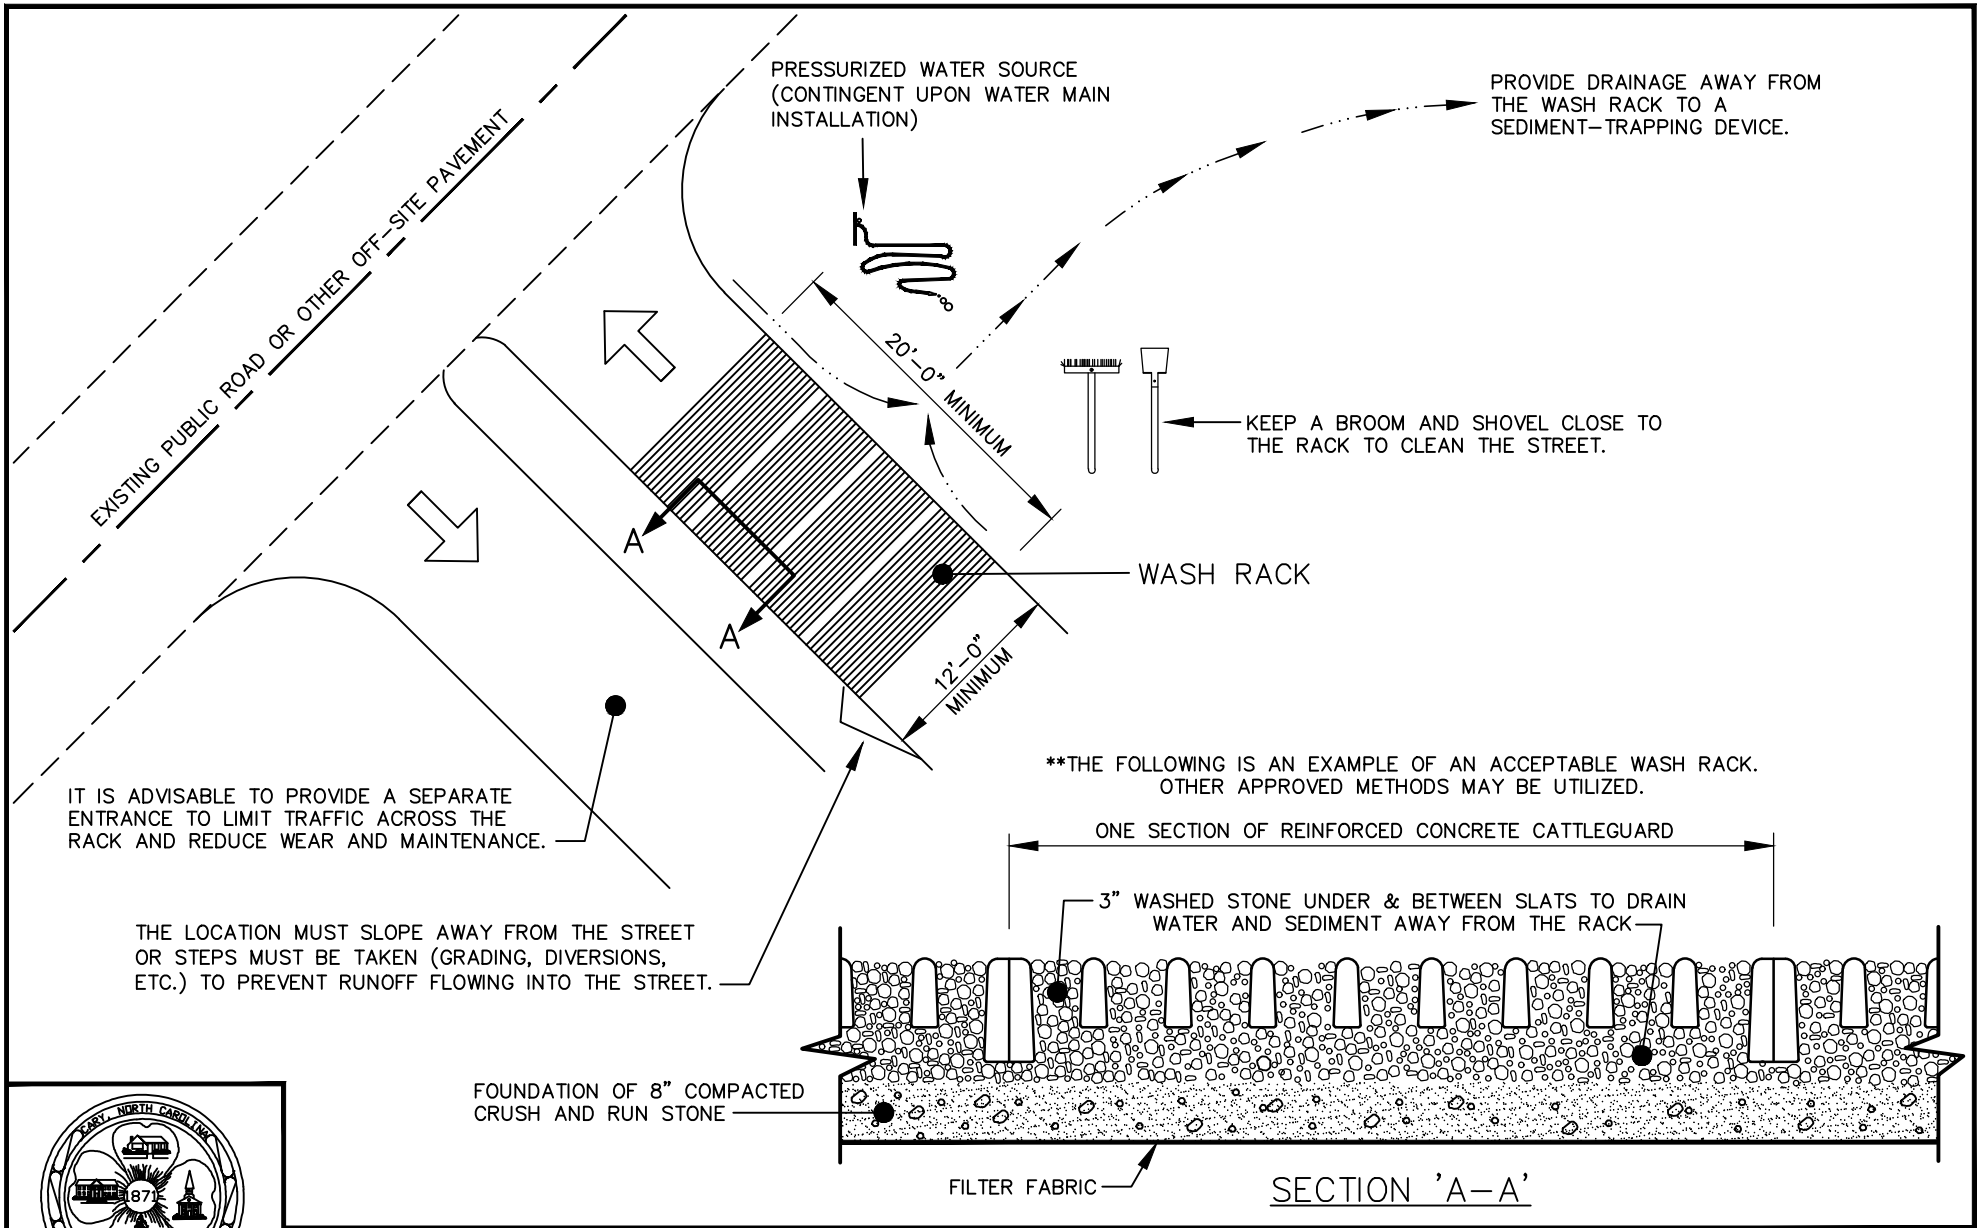 PRESSURIZED WATER SOURCE
(CONTINGENT UPON WATER MAIN
INSTALLATION)
PROVIDE DRAINAGE AWAY FROM
THE WASH RACK TO A
SEDIMENT-TRAPPING DEVICE.
EXISTING PUBLIC ROAD OR OTHER OFF-SITE PAVEMENT
20'-0"
MINIMUM
KEEP A BROOM AND SHOVEL CLOSE TO
THE RACK TO CLEAN THE STREET.
A
A
WASH RACK
12'-0"
MINIMUM
IT IS ADVISABLE TO PROVIDE A SEPARATE
ENTRANCE TO LIMIT TRAFFIC ACROSS THE
RACK AND REDUCE WEAR AND MAINTENANCE.
THE LOCATION MUST SLOPE AWAY FROM THE STREET
OR STEPS MUST BE TAKEN (GRADING, DIVERSIONS,
ETC.) TO PREVENT RUNOFF FLOWING INTO THE STREET.
**THE FOLLOWING IS AN EXAMPLE OF AN ACCEPTABLE WASH RACK.
OTHER APPROVED METHODS MAY BE UTILIZED.
ONE SECTION OF REINFORCED CONCRETE CATTLEGUARD
3" WASHED STONE UNDER & BETWEEN SLATS TO DRAIN
WATER AND SEDIMENT AWAY FROM THE RACK
FOUNDATION OF 8" COMPACTED
CRUSH AND RUN STONE
FILTER FABRIC
SECTION 'A-A'
CARY, NORTH CAROLINA
1871